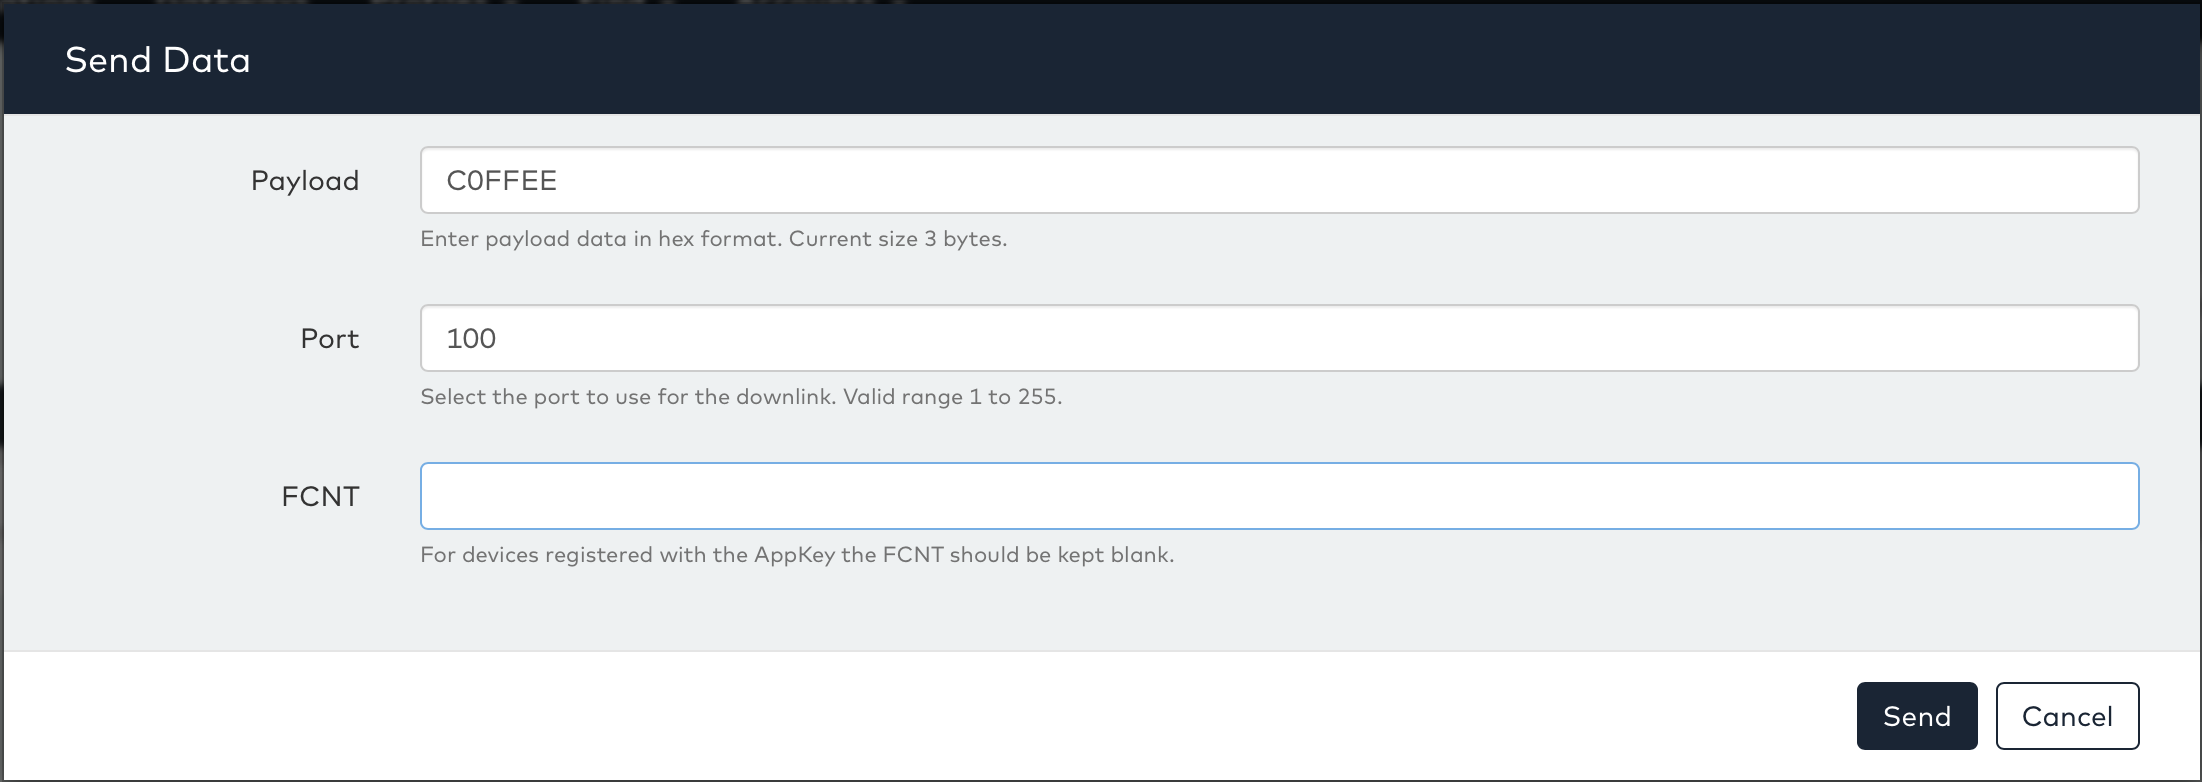 Send Data
Payload
C0FFEE
Enter payload data in hex format. Current size 3 bytes.
Port
100
Select the port to use for the downlink. Valid range 1 to 255.
FCNT
For devices registered with the AppKey the FCNT should be kept blank.
Send Cancel